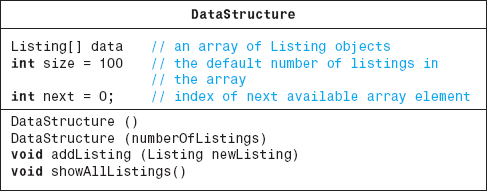 DataStructure
Listing[] data // an array of Listing objects
int size = 100 // the default number of listings in
// the array
int next = 0; // index of next available array element
DataStructure ()
DataStructure (numberOfListings)
void addListing (Listing newListing)
void showAllListings()